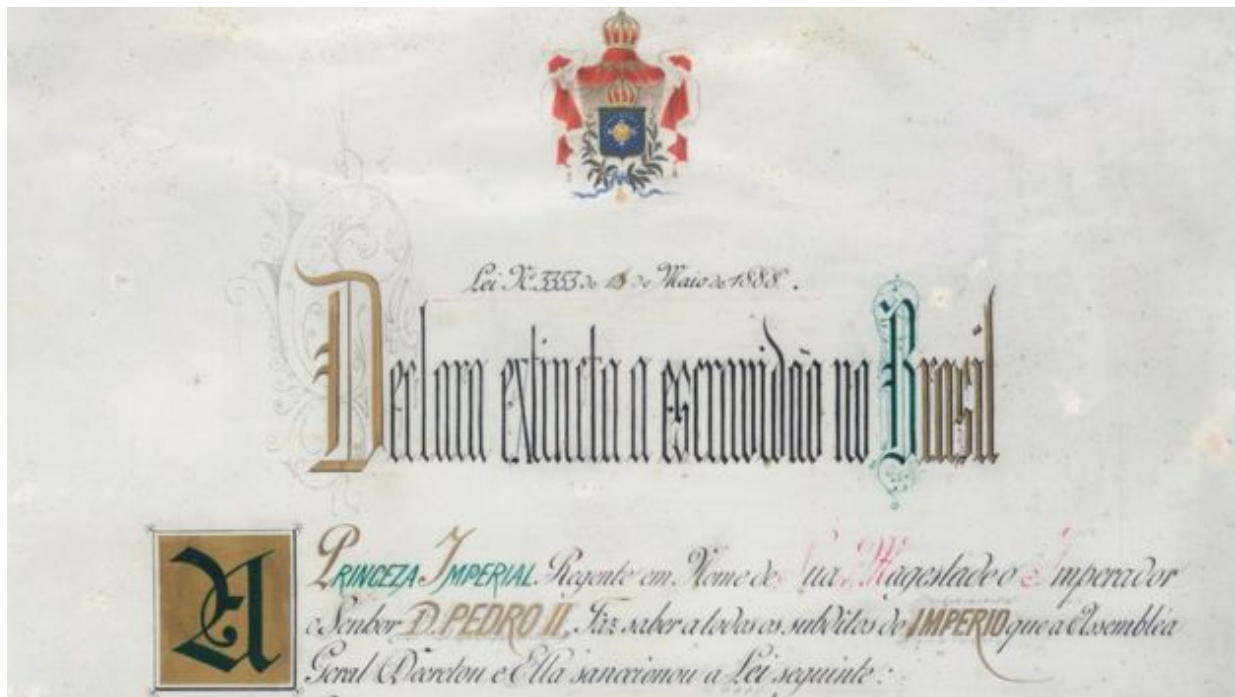 Lei Nº 3353 de 13 de Maio de 1888.
Declara extincta a escravidão no Brasil
A PRINCEZA IMPERIAL Regente em Nome de Sua Magestade o Imperador
o Senhor D. PEDRO II, Faz saber a todos os subditos do IMPERIO que a Assembléa
Geral Decretou e Ella sanccionou a Lei seguinte: